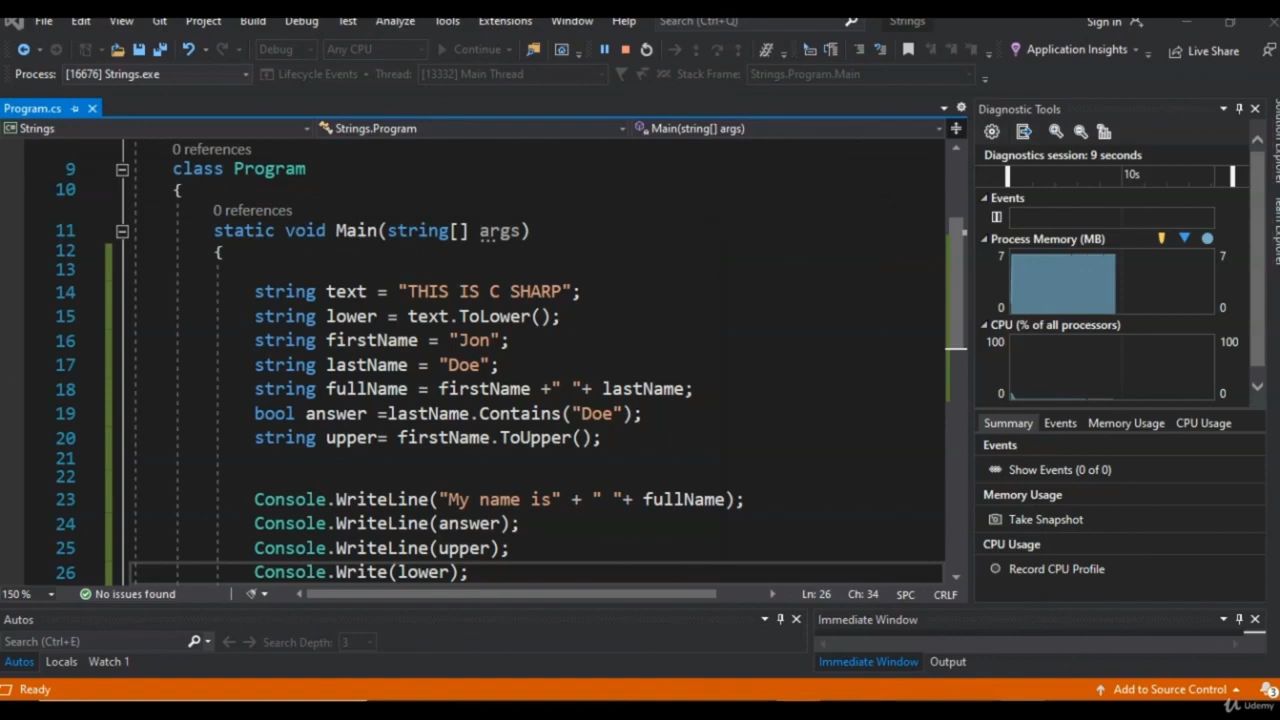 File Edit View Git Project Build Debug Test Analyze Tools Extensions Window Help Search (Ctrl+Q) Strings Sign in
Debug Any CPU Continue Application Insights Live Share
Process: [16676] Strings.exe Lifecycle Events Thread: [13332] Main Thread Stack Frame: Strings.Program.Main
Program.cs
Strings Strings.Program Main(string[] args)
0 references
9 class Program
10 {
0 references
11 static void Main(string[] args)
12 {
13
14 string text = "THIS IS C SHARP";
15 string lower = text.ToLower();
16 string firstName = "Jon";
17 string lastName = "Doe";
18 string fullName = firstName +" "+ lastName;
19 bool answer =lastName.Contains("Doe");
20 string upper= firstName.ToUpper();
21
22
23 Console.WriteLine("My name is" + " "+ fullName);
24 Console.WriteLine(answer);
25 Console.WriteLine(upper);
26 Console.Write(lower);
150 % No issues found Ln: 26 Ch: 34 SPC CRLF
Diagnostic Tools
Diagnostics session: 9 seconds
10s
Events
Process Memory (MB)
7 7
0 0
CPU (% of all processors)
100 100
0 0
Summary Events Memory Usage CPU Usage
Events
Show Events (0 of 0)
Memory Usage
Take Snapshot
CPU Usage
Record CPU Profile
Autos
Search (Ctrl+E) Search Depth: 3
Autos Locals Watch 1
Immediate Window
Immediate Window Output
Ready Add to Source Control 3
Udemy